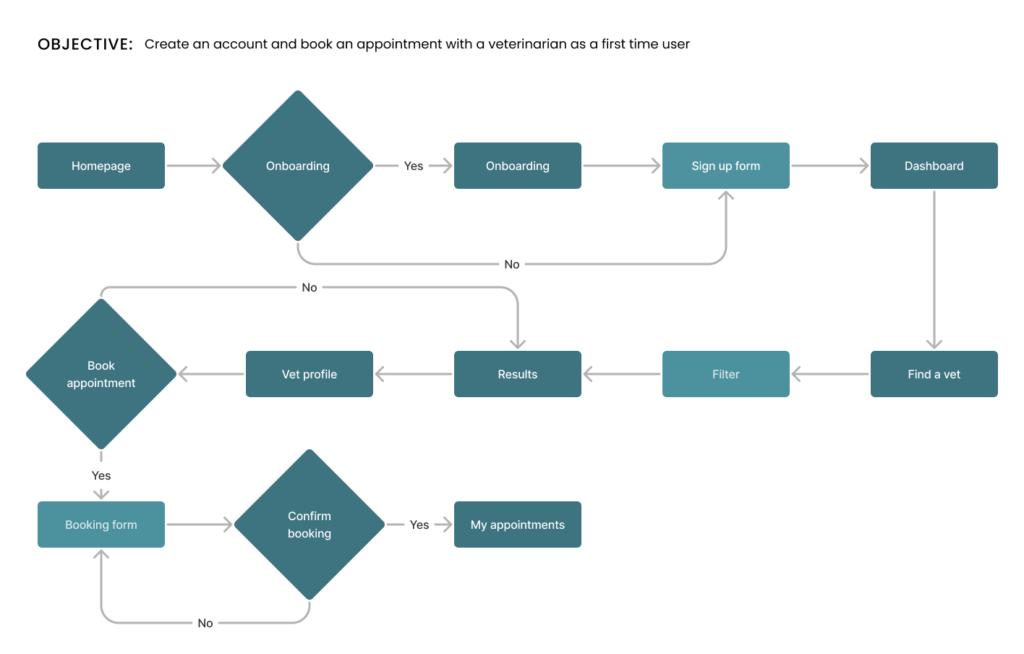 OBJECTIVE: Create an account and book an appointment with a veterinarian as a first time user
Homepage
Onboarding
Yes
Onboarding
Sign up form
Dashboard
No
No
Book
appointment
Vet profile
Results
Filter
Find a vet
Yes
Booking form
Confirm
booking
Yes
My appointments
No